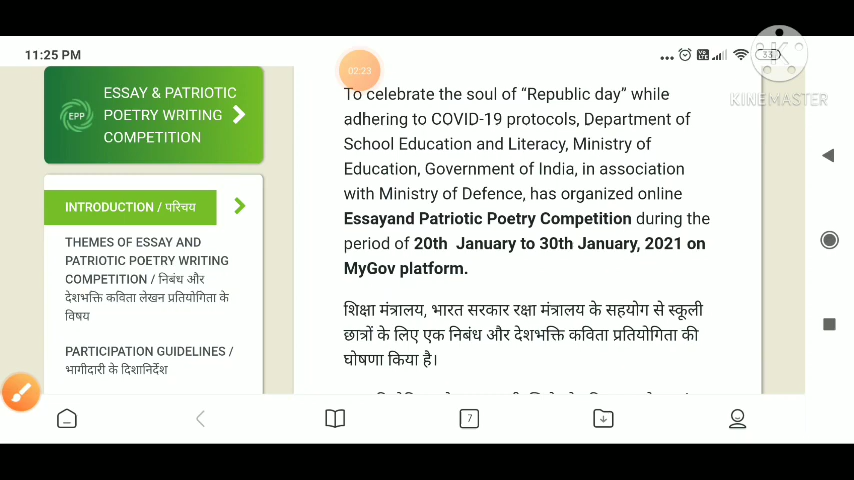 11:25 PM
02:23
33
KINEMASTER
ESSAY & PATRIOTIC
POETRY WRITING
COMPETITION
EPP
INTRODUCTION / परिचय
THEMES OF ESSAY AND
PATRIOTIC POETRY WRITING
COMPETITION / निबंध और
देशभक्ति कविता लेखन प्रतियोगिता के
विषय
PARTICIPATION GUIDELINES /
भागीदारी के दिशानिर्देश
To celebrate the soul of “Republic day” while
adhering to COVID-19 protocols, Department of
School Education and Literacy, Ministry of
Education, Government of India, in association
with Ministry of Defence, has organized online
Essayand Patriotic Poetry Competition during the
period of 20th January to 30th January, 2021 on
MyGov platform.
शिक्षा मंत्रालय, भारत सरकार रक्षा मंत्रालय के सहयोग से स्कूली
छात्रों के लिए एक निबंध और देशभक्ति कविता प्रतियोगिता की
घोषणा किया है।
7